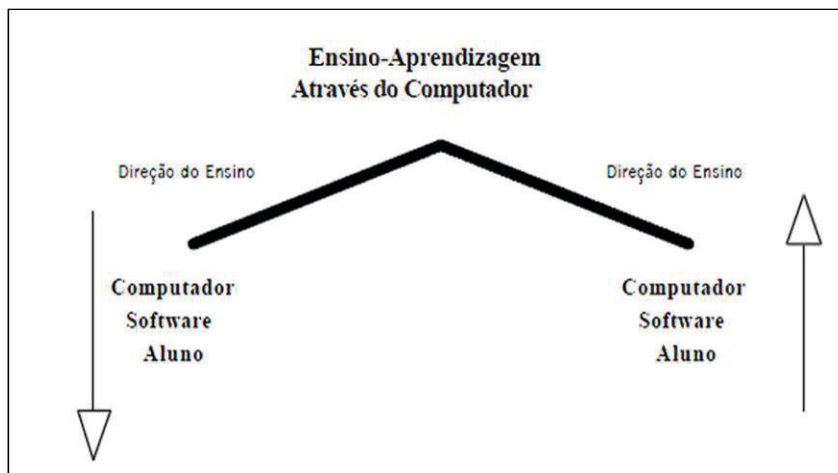 Ensino-Aprendizagem
Através do Computador
Direção do Ensino
Direção do Ensino
Computador
Software
Aluno
Computador
Software
Aluno